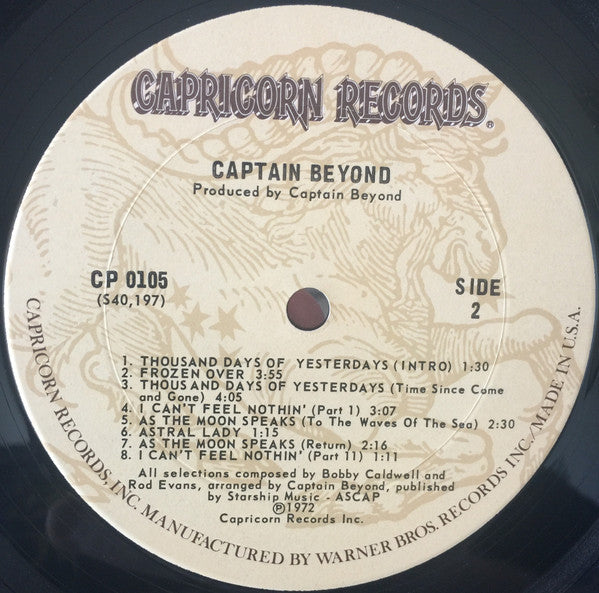 CAPRICORN RECORDS®
CAPTAIN BEYOND
Produced by Captain Beyond
CP 0105
(S40,197)
SIDE
2
1. THOUSAND DAYS OF YESTERDAYS (INTRO) 1:30
2. FROZEN OVER 3:55
3. THOUSAND DAYS OF YESTERDAYS (Time Since Came
and Gone) 4:05
4. I CAN'T FEEL NOTHIN' (Part 1) 3:07
5. AS THE MOON SPEAKS (To The Waves Of The Sea) 2:30
6. ASTRAL LADY 1:15
7. AS THE MOON SPEAKS (Return) 2:16
8. I CAN'T FEEL NOTHIN' (Part 11) 1:11
All selections composed by Bobby Caldwell and
Rod Evans, arranged by Captain Beyond, published
by Starship Music - ASCAP
℗1972
Capricorn Records Inc.
CAPRICORN RECORDS, INC. MANUFACTURED BY WARNER BROS. RECORDS INC./MADE IN U.S.A.